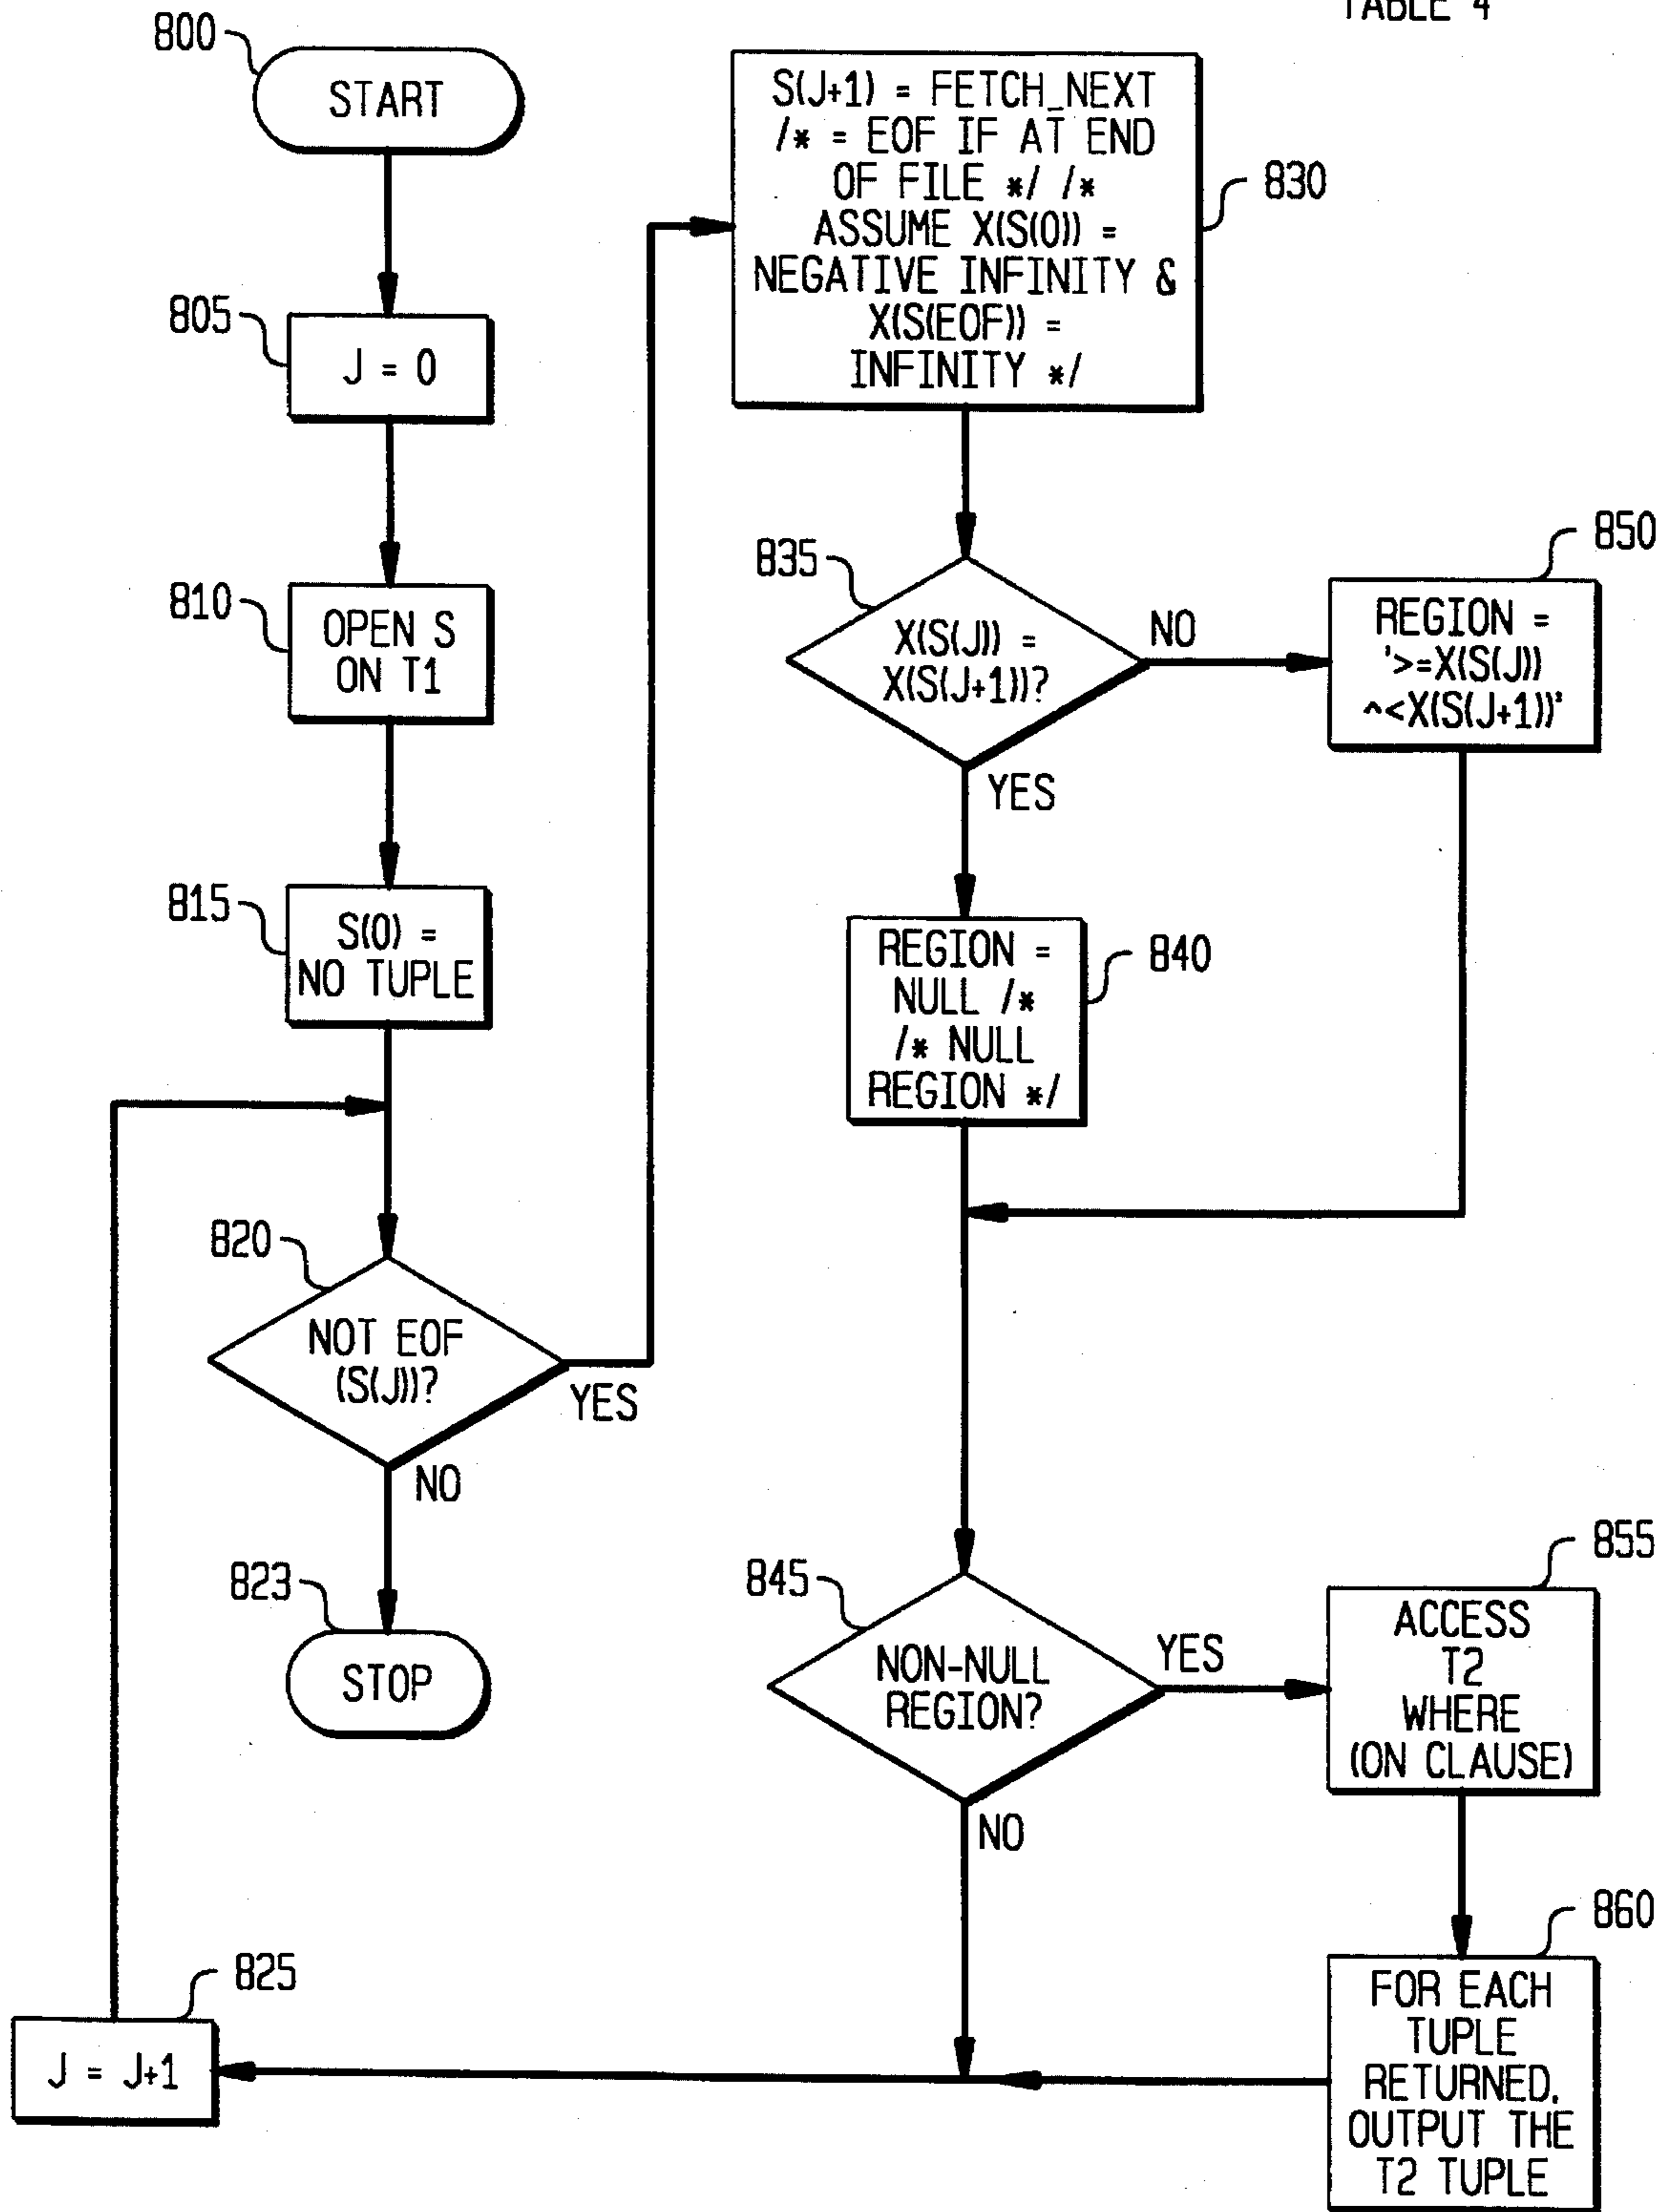 TABLE 4
800
START
805
J = 0
810
OPEN S
ON T1
815
S(0) =
NO TUPLE
820
NOT EOF
(S(J))?
YES
NO
823
STOP
825
J = J+1
830
S(J+1) = FETCH_NEXT
/* = EOF IF AT END
OF FILE */ /*
ASSUME X(S(0)) =
NEGATIVE INFINITY &
X(S(EOF)) =
INFINITY */
835
X(S(J)) =
X(S(J+1))?
NO
YES
850
REGION =
'>=X(S(J))
^<X(S(J+1))'
840
REGION =
NULL /*
/* NULL
REGION */
845
NON-NULL
REGION?
YES
NO
855
ACCESS
T2
WHERE
(ON CLAUSE)
860
FOR EACH
TUPLE
RETURNED,
OUTPUT THE
T2 TUPLE